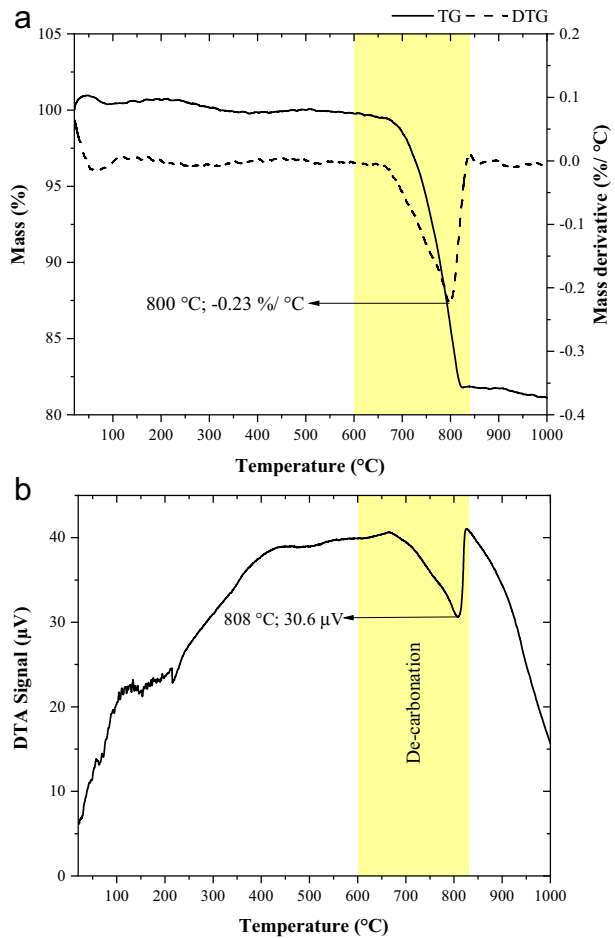 a
TG DTG
105
100
95
90
85
80
0.2
0.1
0.0
-0.1
-0.2
-0.3
-0.4
Mass (%)
Mass derivative (%/ °C)
800 °C; -0.23 %/ °C
100 200 300 400 500 600 700 800 900 1000
Temperature (°C)
b
50
40
30
20
10
0
DTA Signal (µV)
808 °C; 30.6 µV
De-carbonation
100 200 300 400 500 600 700 800 900 1000
Temperature (°C)